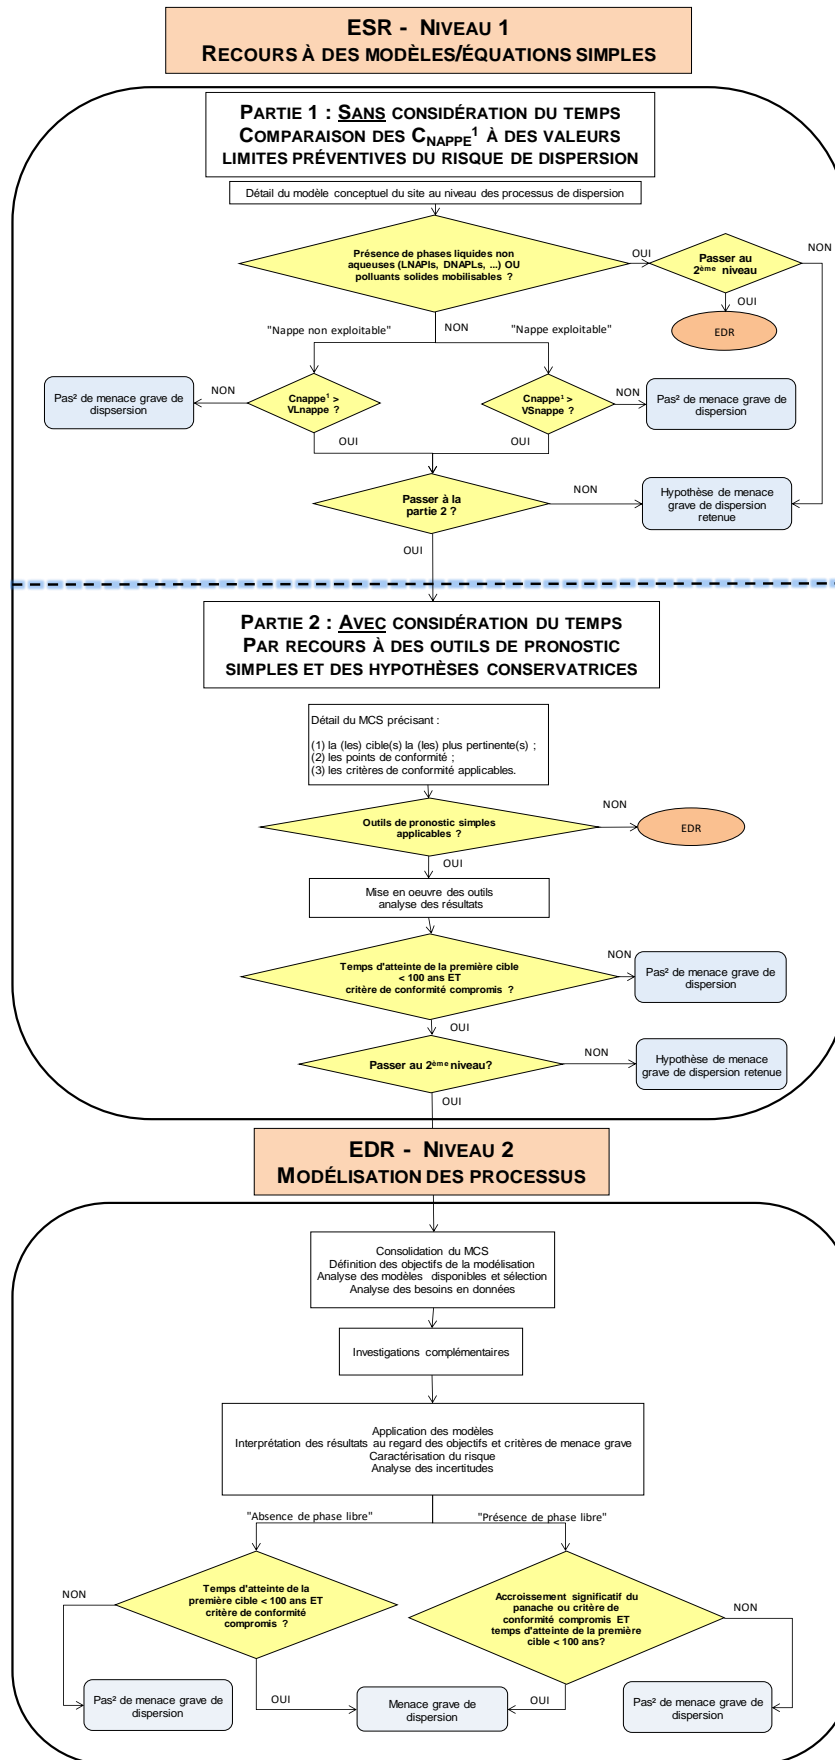 ESR - NIVEAU 1
RECOURS À DES MODÈLES/ÉQUATIONS SIMPLES
PARTIE 1 : SANS CONSIDÉRATION DU TEMPS
COMPARAISON DES CNAPPE¹ À DES VALEURS
LIMITES PRÉVENTIVES DU RISQUE DE DISPERSION
Détail du modèle conceptuel du site au niveau des processus de dispersion
Présence de phases liquides non
aqueuses (LNAPIs, DNAPLs, ...) OU
polluants solides mobilisables ?
OUI
Passer au
2ème niveau
NON
OUI
EDR
"Nappe non exploitable"
NON
"Nappe exploitable"
Pas² de menace grave de
dispsersion
NON
Cnappe¹ >
VLnappe ?
Cnappe¹ >
VSnappe ?
NON
Pas² de menace grave de
dispersion
OUI
OUI
Passer à la
partie 2 ?
NON
Hypothèse de menace
grave de dispersion
retenue
OUI
PARTIE 2 : AVEC CONSIDÉRATION DU TEMPS
PAR RECOURS À DES OUTILS DE PRONOSTIC
SIMPLES ET DES HYPOTHÈSES CONSERVATRICES
Détail du MCS précisant :
(1) la (les) cible(s) la (les) plus pertinente(s) ;
(2) les points de conformité ;
(3) les critères de conformité applicables.
Outils de pronostic simples
applicables ?
NON
EDR
OUI
Mise en oeuvre des outils
analyse des résultats
Temps d'atteinte de la première cible
< 100 ans ET
critère de conformité compromis ?
NON
Pas² de menace grave de
dispersion
OUI
Passer au 2ème niveau?
NON
Hypothèse de menace
grave de dispersion retenue
OUI
EDR - NIVEAU 2
MODÉLISATION DES PROCESSUS
Consolidation du MCS
Définition des objectifs de la modélisation
Analyse des modèles disponibles et sélection
Analyse des besoins en données
Investigations complémentaires
Application des modèles
Interprétation des résultats au regard des objectifs et critères de menace grave
Caractérisation du risque
Analyse des incertitudes
"Absence de phase libre"
"Présence de phase libre"
NON
Temps d'atteinte de la
première cible < 100 ans ET
critère de conformité
compromis ?
Accroissement significatif du
panache ou critère de
conformité compromis ET
temps d'atteinte de la première
cible < 100 ans?
NON
Pas² de menace grave de
dispersion
OUI
Menace grave de
dispersion
OUI
Pas² de menace grave de
dispersion